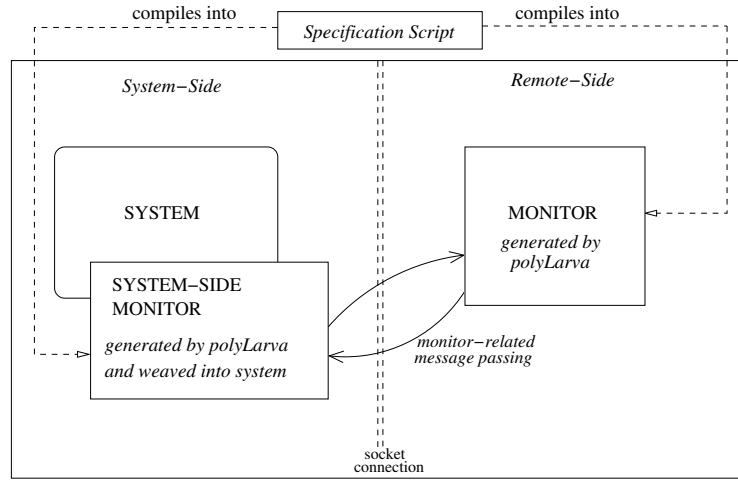 compiles into
Specification Script
compiles into
System−Side
Remote−Side
SYSTEM
SYSTEM−SIDE
MONITOR
generated by polyLarva
and weaved into system
MONITOR
generated by
polyLarva
monitor−related
message passing
socket
connection